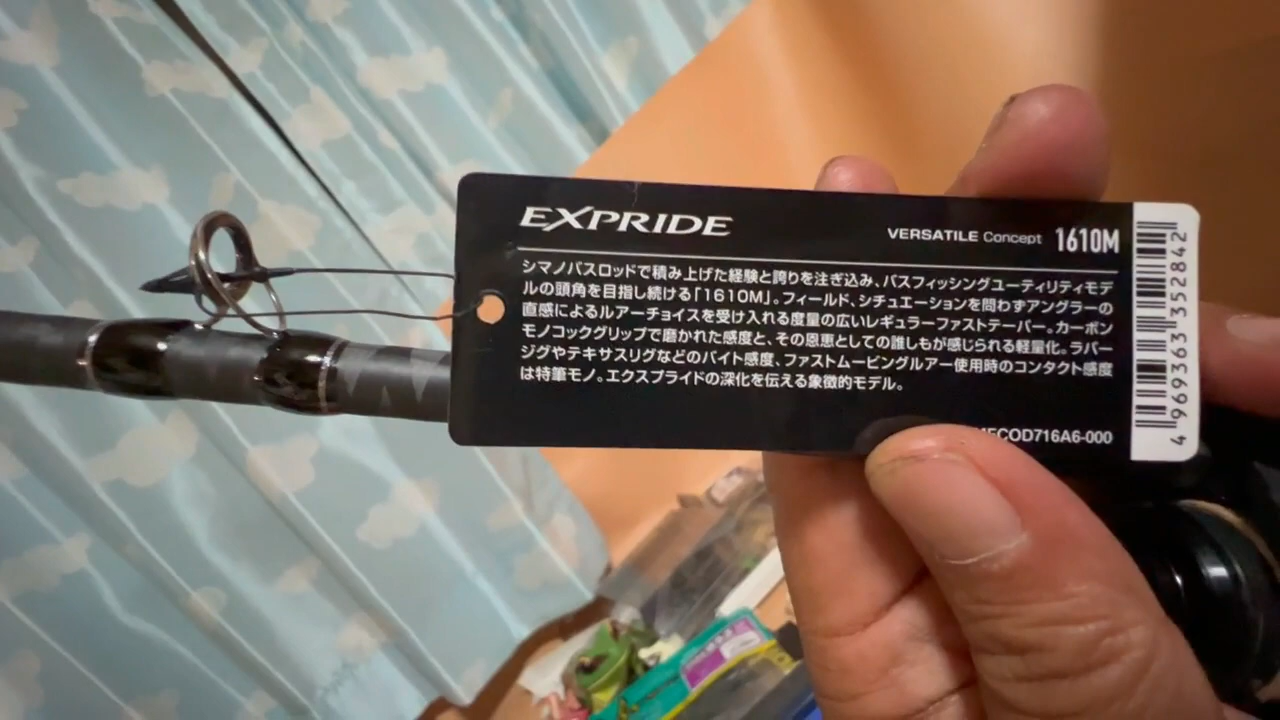 EXPRIDE
VERSATILE Concept 1610M
シマノバスロッドで積み上げた経験と誇りを注ぎ込み、バスフィッシングユーティリティモデ
ルの頭角を目指し続ける「1610M」。フィールド、シチュエーションを問わずアングラーの
直感によるルアーチョイスを受け入れる度量の広いレギュラーファストテーパー。カーボン
モノコックグリップで磨かれた感度と、その恩恵としての誰しもが感じられる軽量化。ラバー
ジグやテキサスリグなどのバイト感度、ファストムービングルアー使用時のコンタクト感度
は特筆モノ。エクスプライドの深化を伝える象徴的モデル。
ECOD716A6-000
4 969363 352842